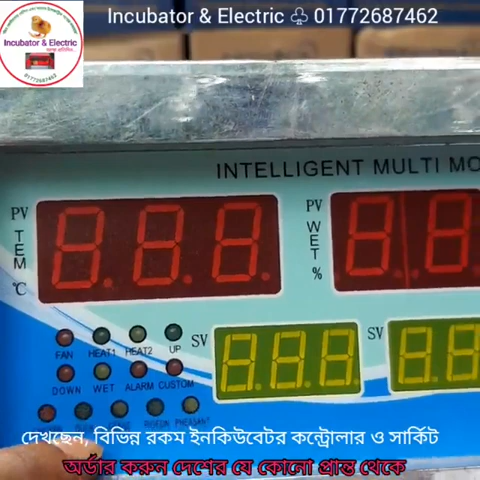 Incubator & Electric ♧ 01772687462
Incubator & Electric
01772687462
INTELLIGENT MULTI MO
PV
TEM
℃
PV
WET
%
SV
SV
FAN HEAT1 HEAT2 UP
DOWN WET ALARM CUSTOM
PIGEON PHEASANT
দেখছেন, বিভিন্ন রকম ইনকিউবেটর কন্ট্রোলার ও সার্কিট
অর্ডার করুন দেশের যে কোনো প্রান্ত থেকে